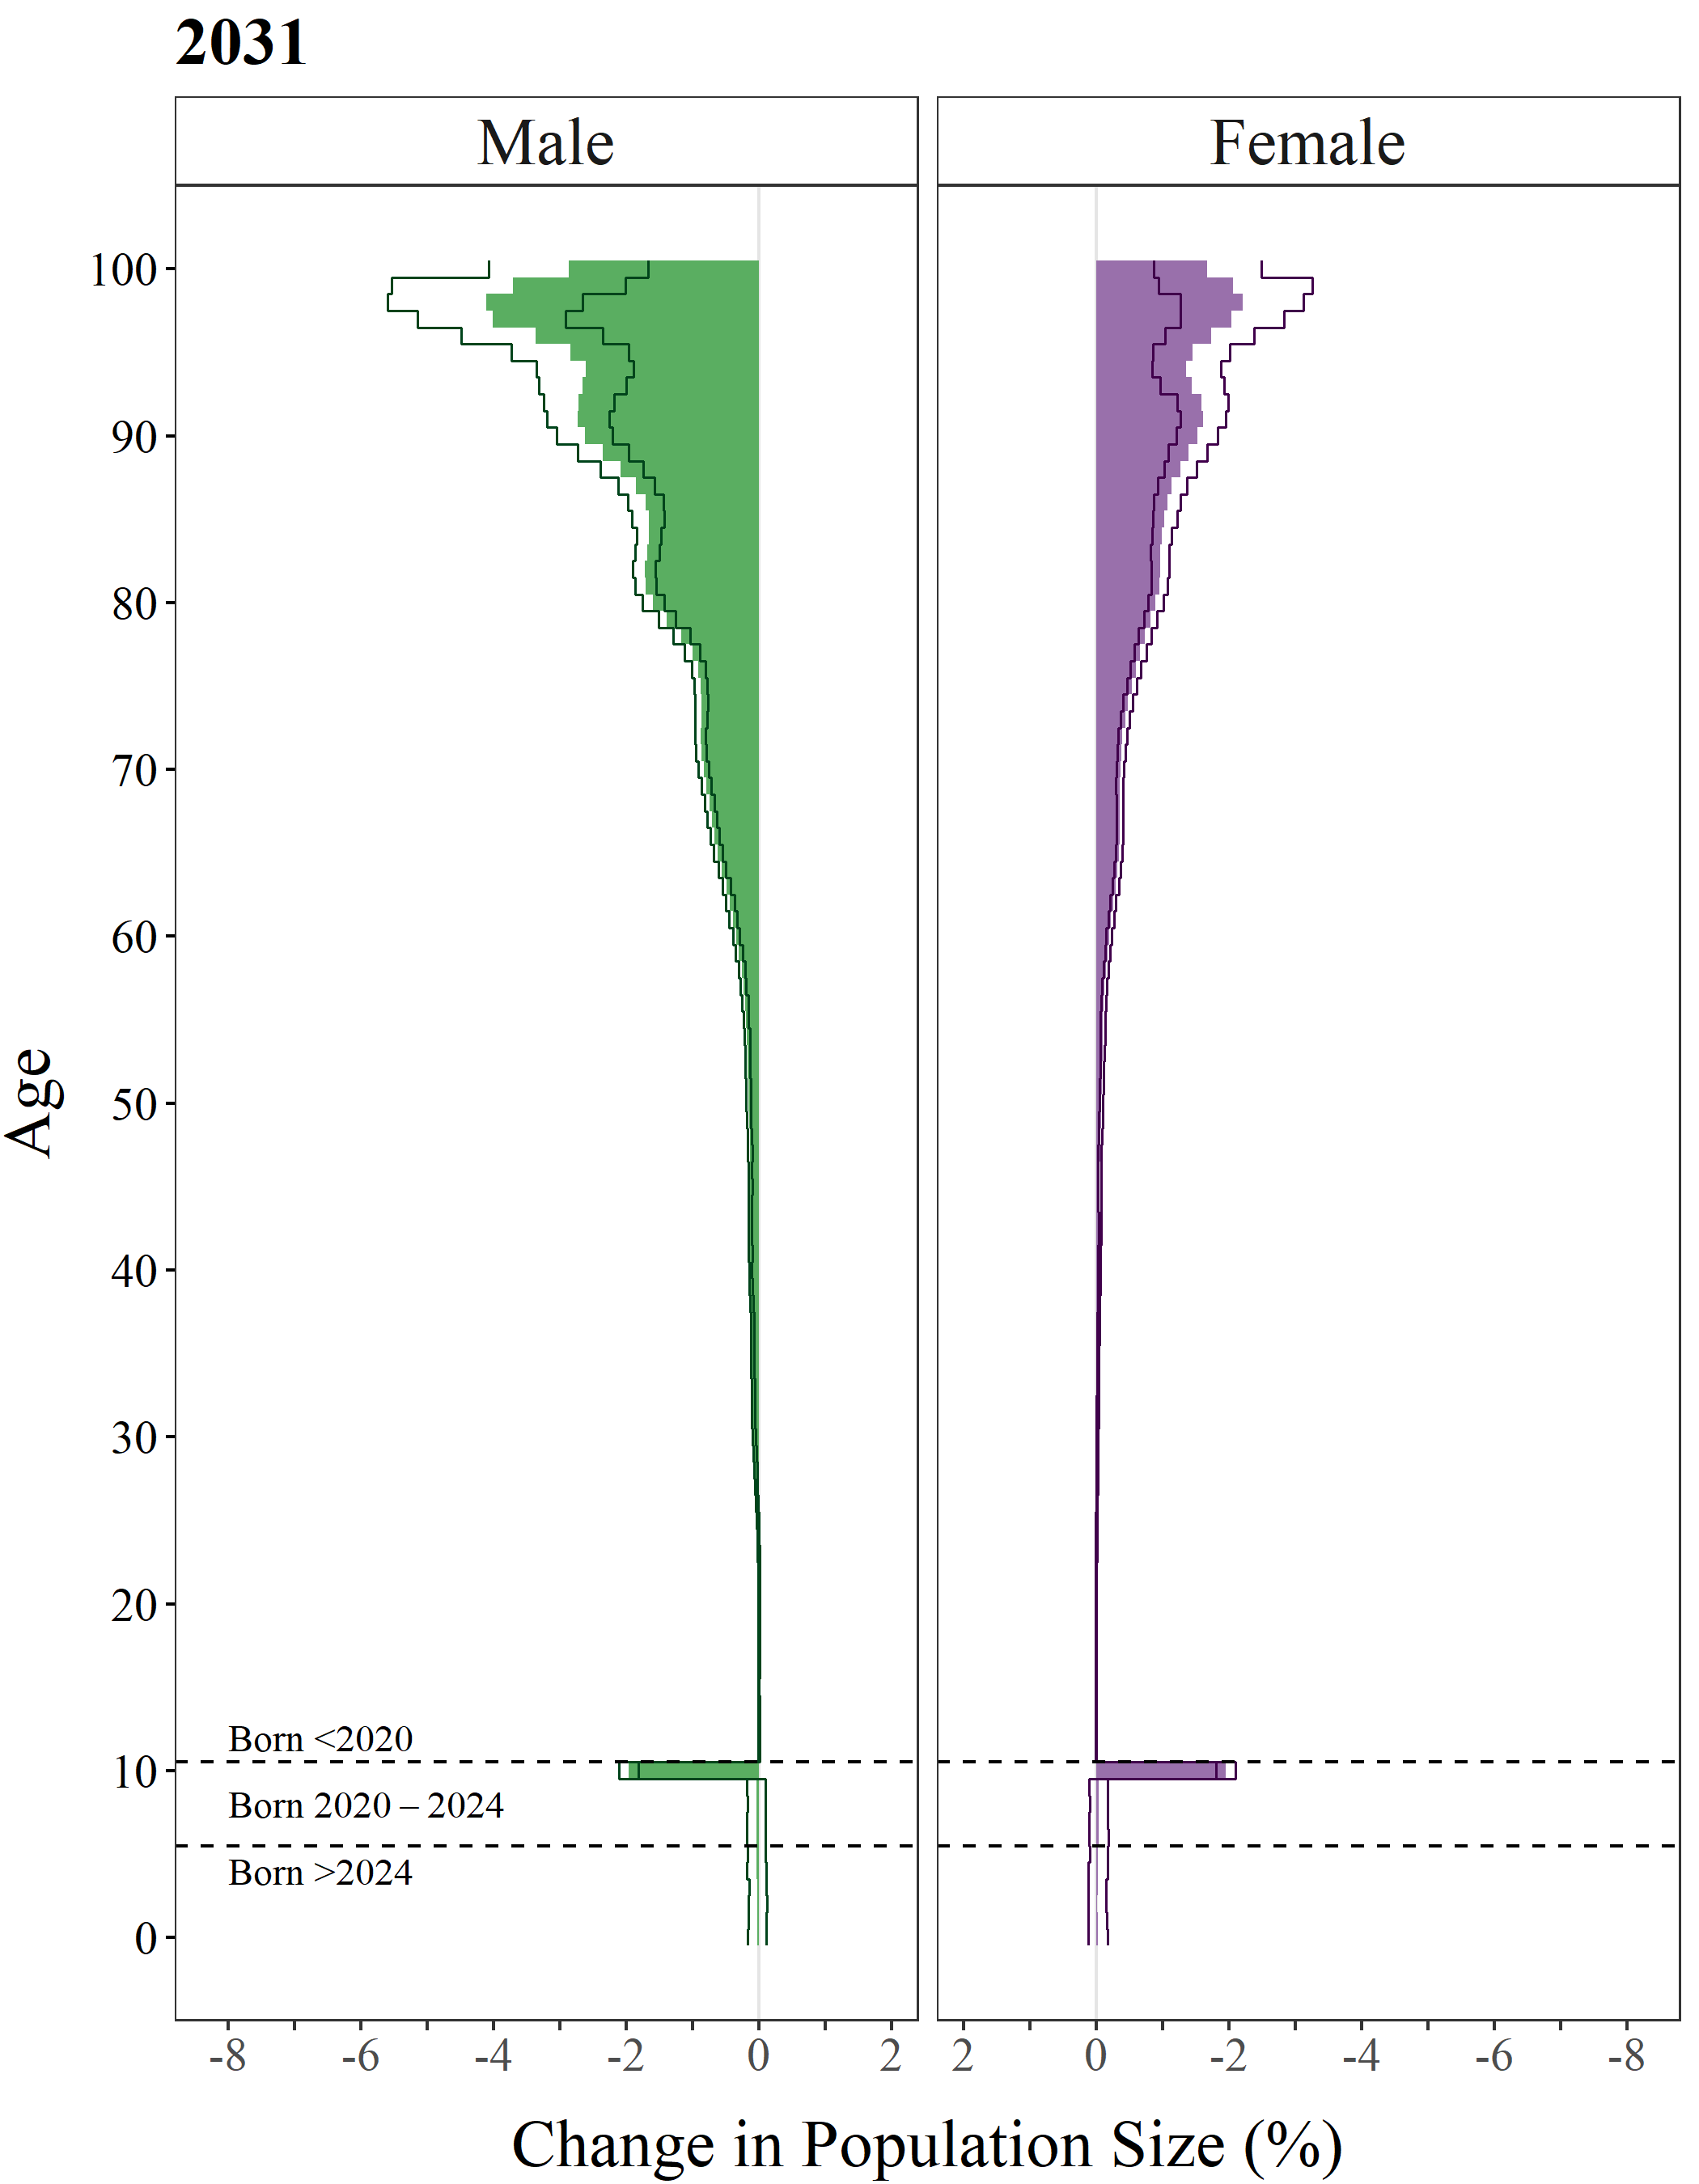 2031
Male
Female
100
90
80
70
60
50
40
30
20
10
0
Age
Born <2020
Born 2020 – 2024
Born >2024
-8 -6 -4 -2 0 2
2 0 -2 -4 -6 -8
Change in Population Size (%)